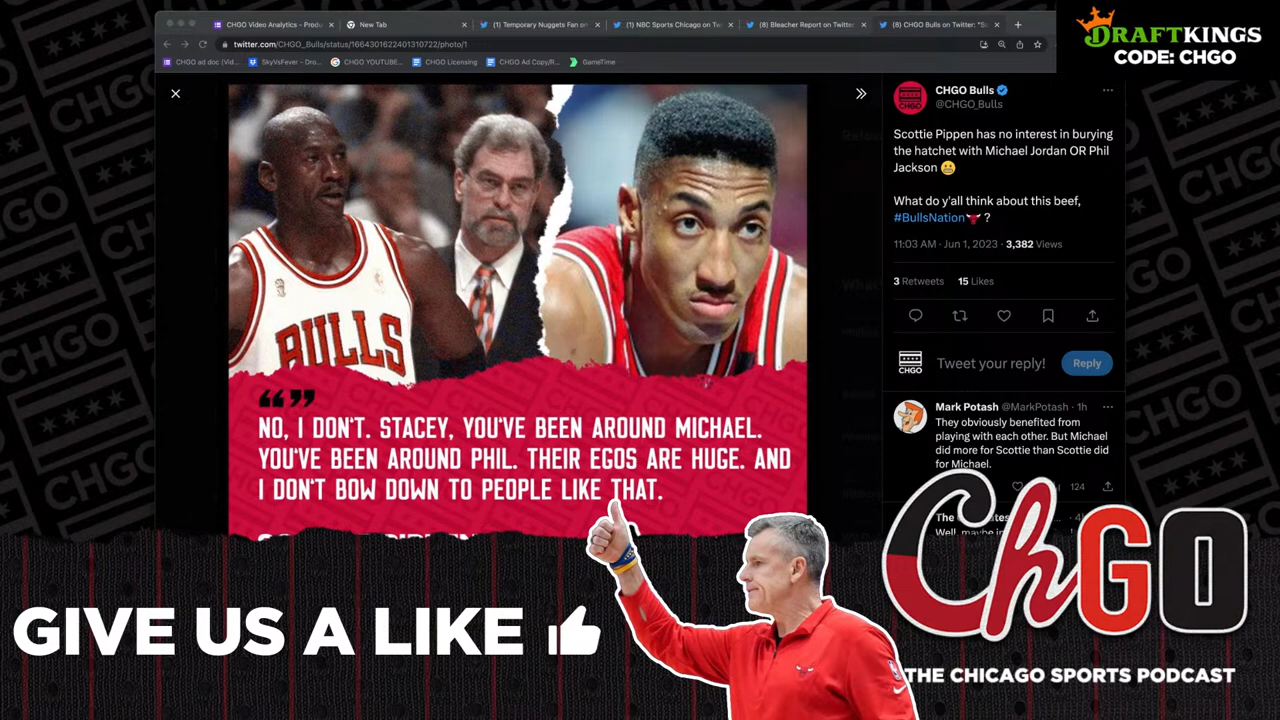 CHGO Video Analytics - Produ
New Tab
(1) Temporary Nuggets Fan on
(1) NBC Sports Chicago on Tw
(8) Bleacher Report on Twitter:
(8) CHGO Bulls on Twitter: "Sc
twitter.com/CHGO_Bulls/status/1664301622401310722/photo/1
CHGO ad doc (Vid...
SkyVsFever - Dro...
CHGO YOUTUBE...
CHGO Licensing
CHGO Ad Copy/R...
GameTime
DRAFTKINGS
CODE: CHGO
CHGO Bulls
@CHGO_Bulls
Scottie Pippen has no interest in burying
the hatchet with Michael Jordan OR Phil
Jackson
What do y'all think about this beef,
#BullsNation ?
11:03 AM · Jun 1, 2023 · 3,382 Views
3 Retweets 15 Likes
CHGO
Tweet your reply!
Reply
Mark Potash @MarkPotash · 1h
They obviously benefited from
playing with each other. But Michael
did more for Scottie than Scottie did
for Michael.
124
BULLS
NO, I DON'T. STACEY, YOU'VE BEEN AROUND MICHAEL.
YOU'VE BEEN AROUND PHIL. THEIR EGOS ARE HUGE. AND
I DON'T BOW DOWN TO PEOPLE LIKE THAT.
GIVE US A LIKE
ChGO
THE CHICAGO SPORTS PODCAST